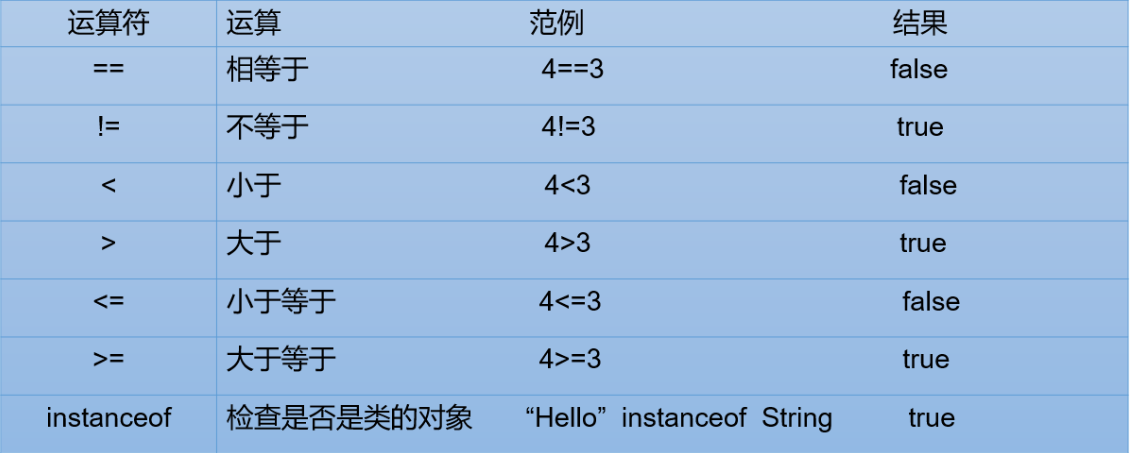 运算符 运算 范例 结果
== 相等于 4==3 false
!= 不等于 4!=3 true
< 小于 4<3 false
> 大于 4>3 true
<= 小于等于 4<=3 false
>= 大于等于 4>=3 true
instanceof 检查是否是类的对象 “Hello” instanceof String true